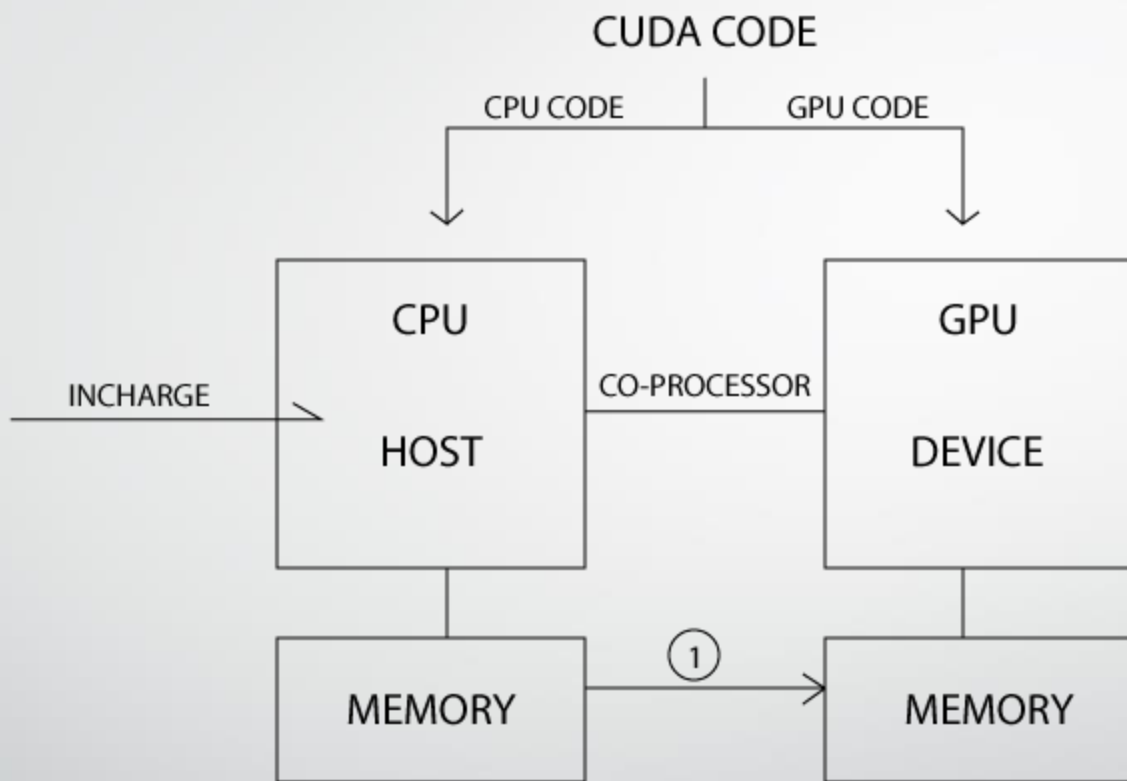 CUDA CODE
CPU CODE
GPU CODE
CPU
GPU
INCHARGE
CO-PROCESSOR
HOST
DEVICE
1
MEMORY
MEMORY